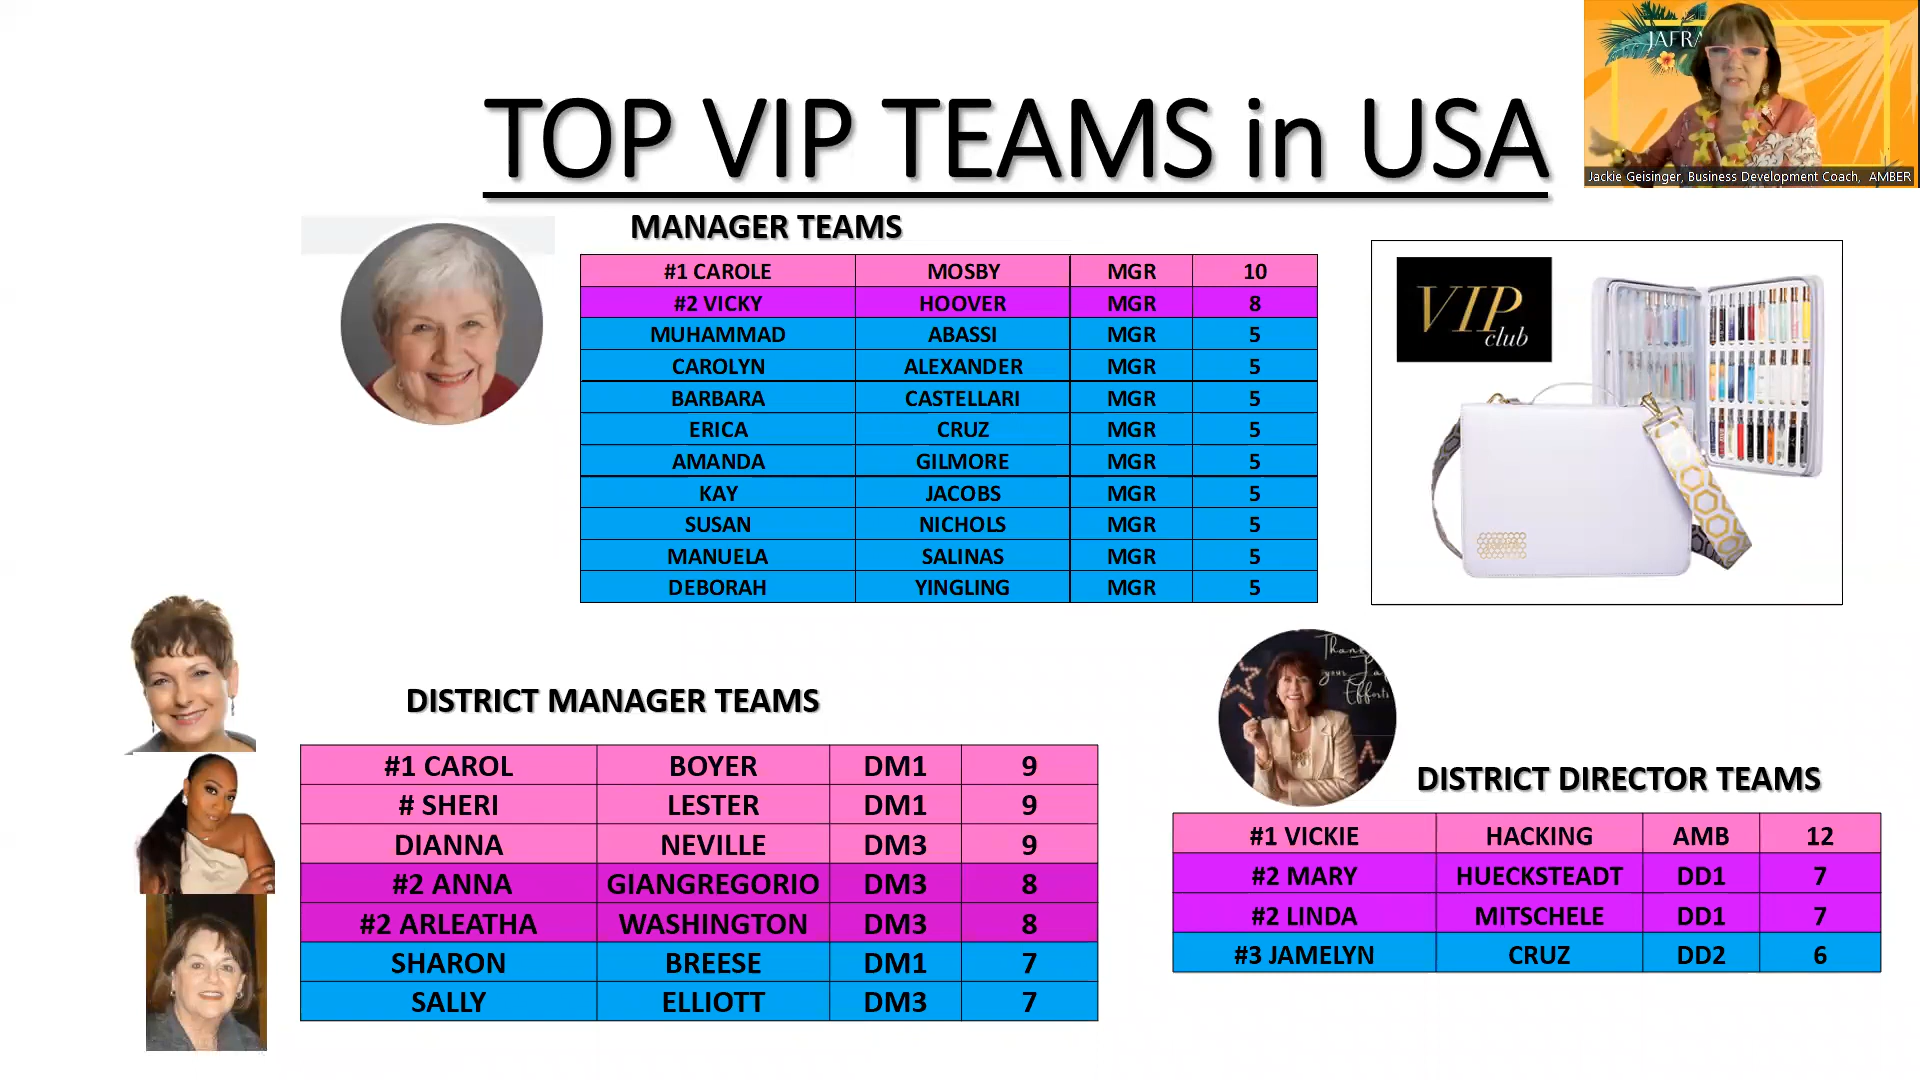 JAFRA
TOP VIP TEAMS in USA
Jackie Geisinger, Business Development Coach, AMBER
MANAGER TEAMS
#1 CAROLE MOSBY MGR 10
#2 VICKY HOOVER MGR 8
MUHAMMAD ABASSI MGR 5
CAROLYN ALEXANDER MGR 5
BARBARA CASTELLARI MGR 5
ERICA CRUZ MGR 5
AMANDA GILMORE MGR 5
KAY JACOBS MGR 5
SUSAN NICHOLS MGR 5
MANUELA SALINAS MGR 5
DEBORAH YINGLING MGR 5
VIP
club
DISTRICT MANAGER TEAMS
#1 CAROL BOYER DM1 9
# SHERI LESTER DM1 9
DIANNA NEVILLE DM3 9
#2 ANNA GIANGREGORIO DM3 8
#2 ARLEATHA WASHINGTON DM3 8
SHARON BREESE DM1 7
SALLY ELLIOTT DM3 7
your
Efforts
DISTRICT DIRECTOR TEAMS
#1 VICKIE HACKING AMB 12
#2 MARY HUECKSTEADT DD1 7
#2 LINDA MITSCHELE DD1 7
#3 JAMELYN CRUZ DD2 6